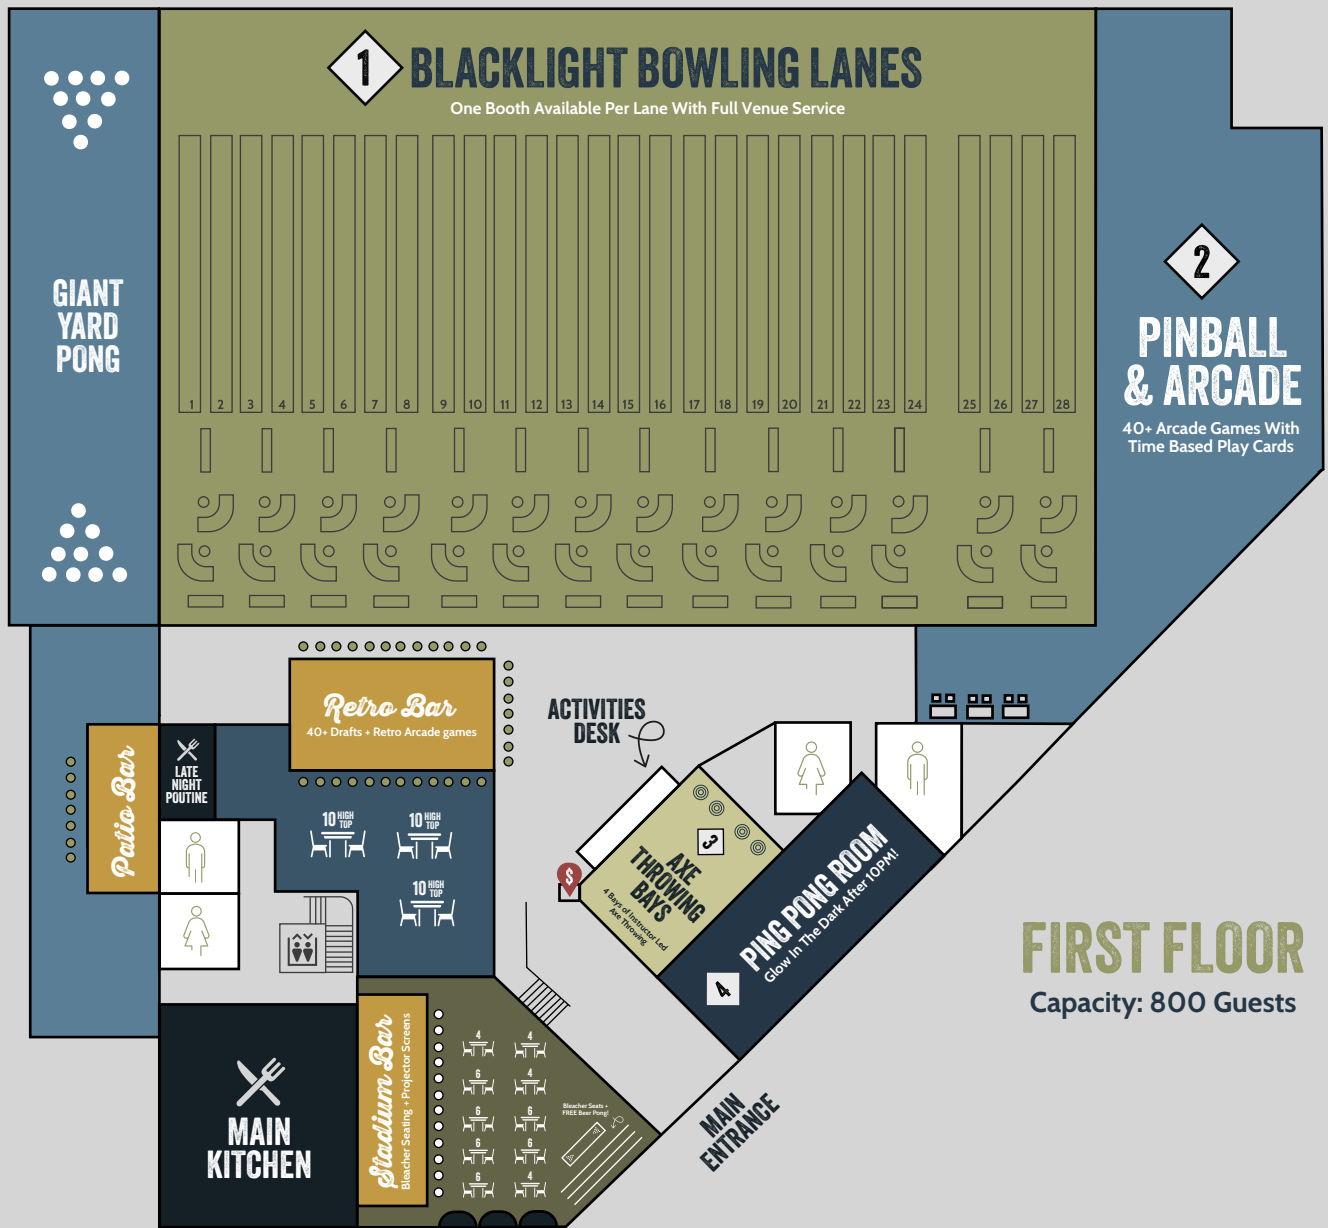 1 BLACKLIGHT BOWLING LANES
One Booth Available Per Lane With Full Venue Service
1 2 3 4 5 6 7 8 9 10 11 12 13 14 15 16 17 18 19 20 21 22 23 24 25 26 27 28
GIANT
YARD
PONG
2
PINBALL
& ARCADE
40+ Arcade Games With
Time Based Play Cards
Retro Bar
40+ Drafts + Retro Arcade games
ACTIVITIES
DESK
Patio Bar
LATE
NIGHT
POUTINE
10 HIGH
TOP
10 HIGH
TOP
10 HIGH
TOP
$
3
AXE
THROWING
BAYS
4 Bays of Instructor Led
Axe Throwing
4
PING PONG ROOM
Glow In The Dark After 10PM!
FIRST FLOOR
Capacity: 800 Guests
MAIN
KITCHEN
Stadium Bar
Bleacher Seating + Projector Screens
4 4
6 4
6 6
6 6
6 4
Bleacher Seats +
FREE Beer Pong!
MAIN
ENTRANCE